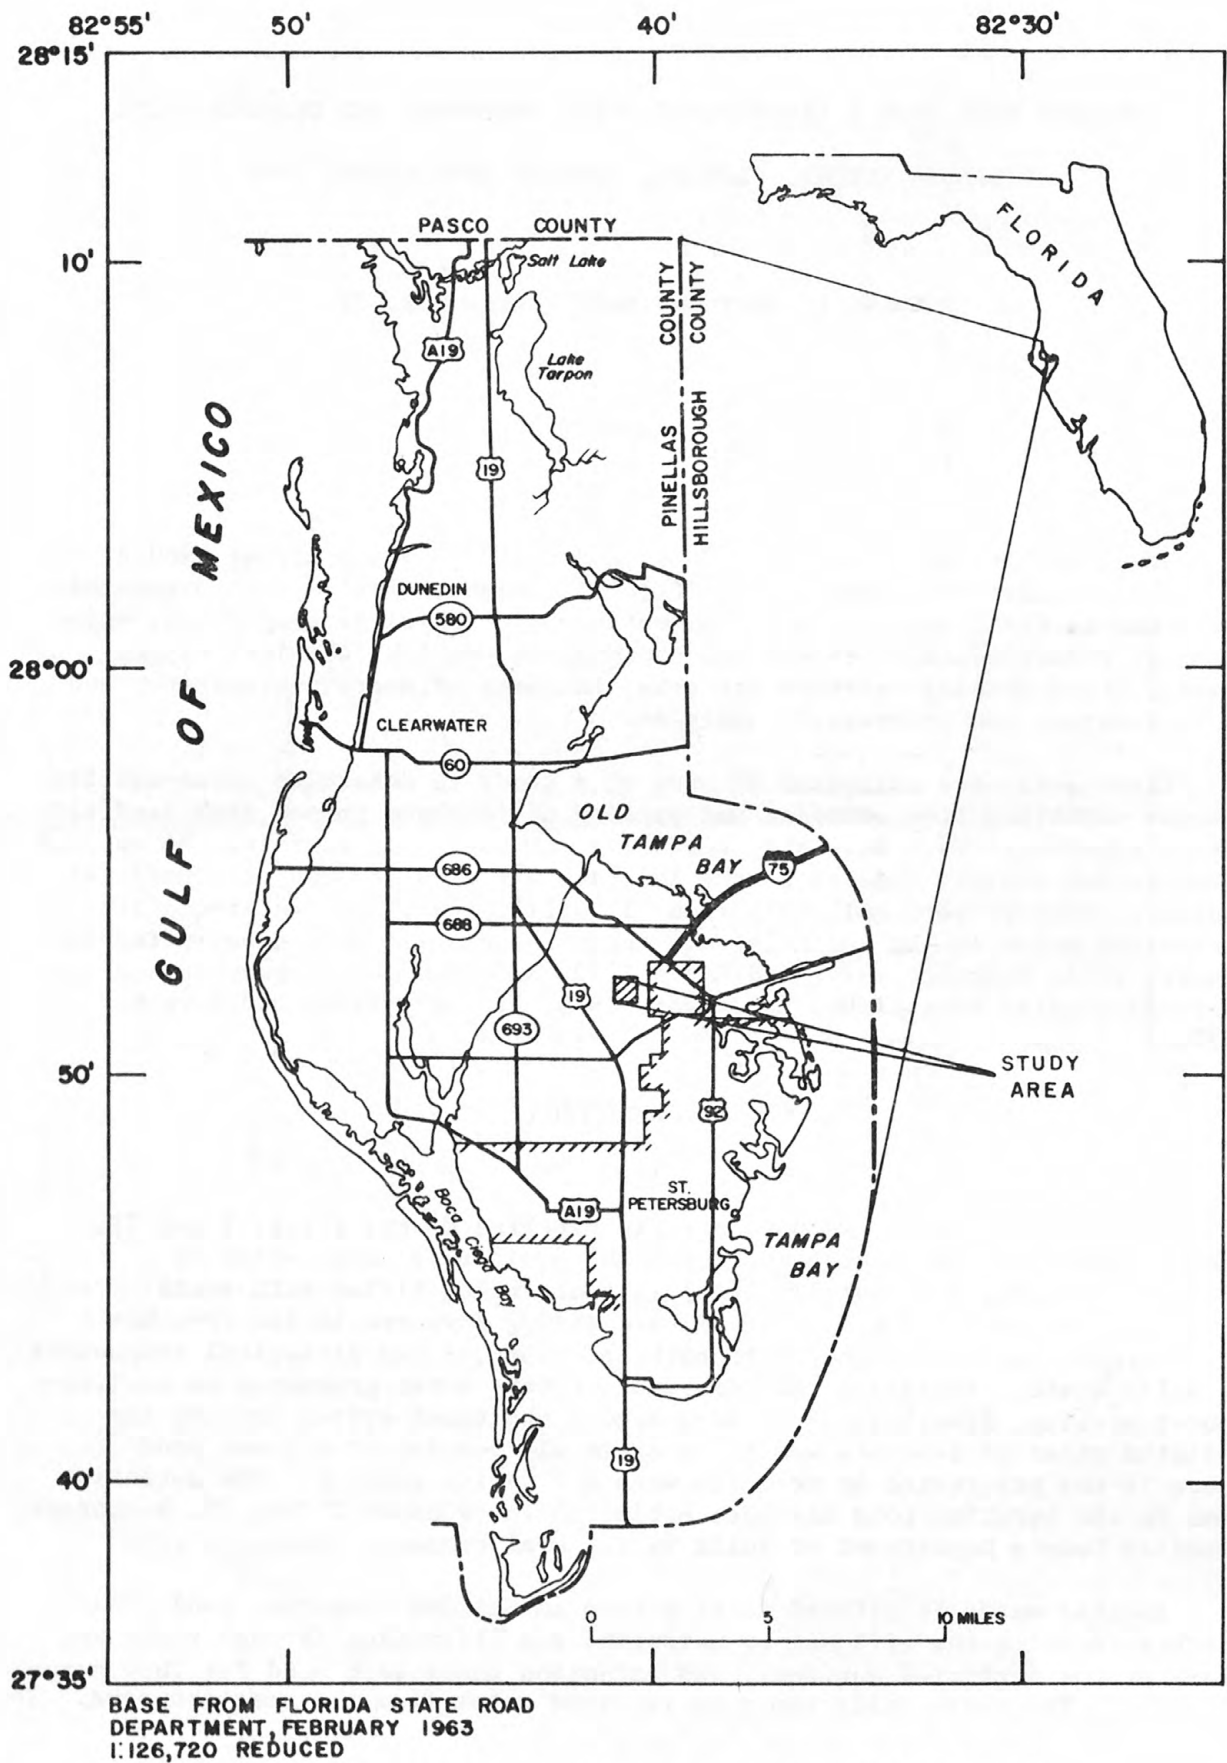 82°55'
50'
40'
82°30'
28°15'
FLORIDA
PASCO COUNTY
Salt Lake
10'
COUNTY
COUNTY
A19
Lake
Tarpon
GULF OF MEXICO
PINELLAS
HILLSBOROUGH
19
DUNEDIN
580
28°00'
CLEARWATER
60
OLD
TAMPA
BAY
75
686
688
19
693
50'
STUDY
AREA
92
ST.
PETERSBURG
A19
Boca Ciega Bay
TAMPA
BAY
19
40'
0 5 10 MILES
27°35'
BASE FROM FLORIDA STATE ROAD
DEPARTMENT, FEBRUARY 1963
1:126,720 REDUCED